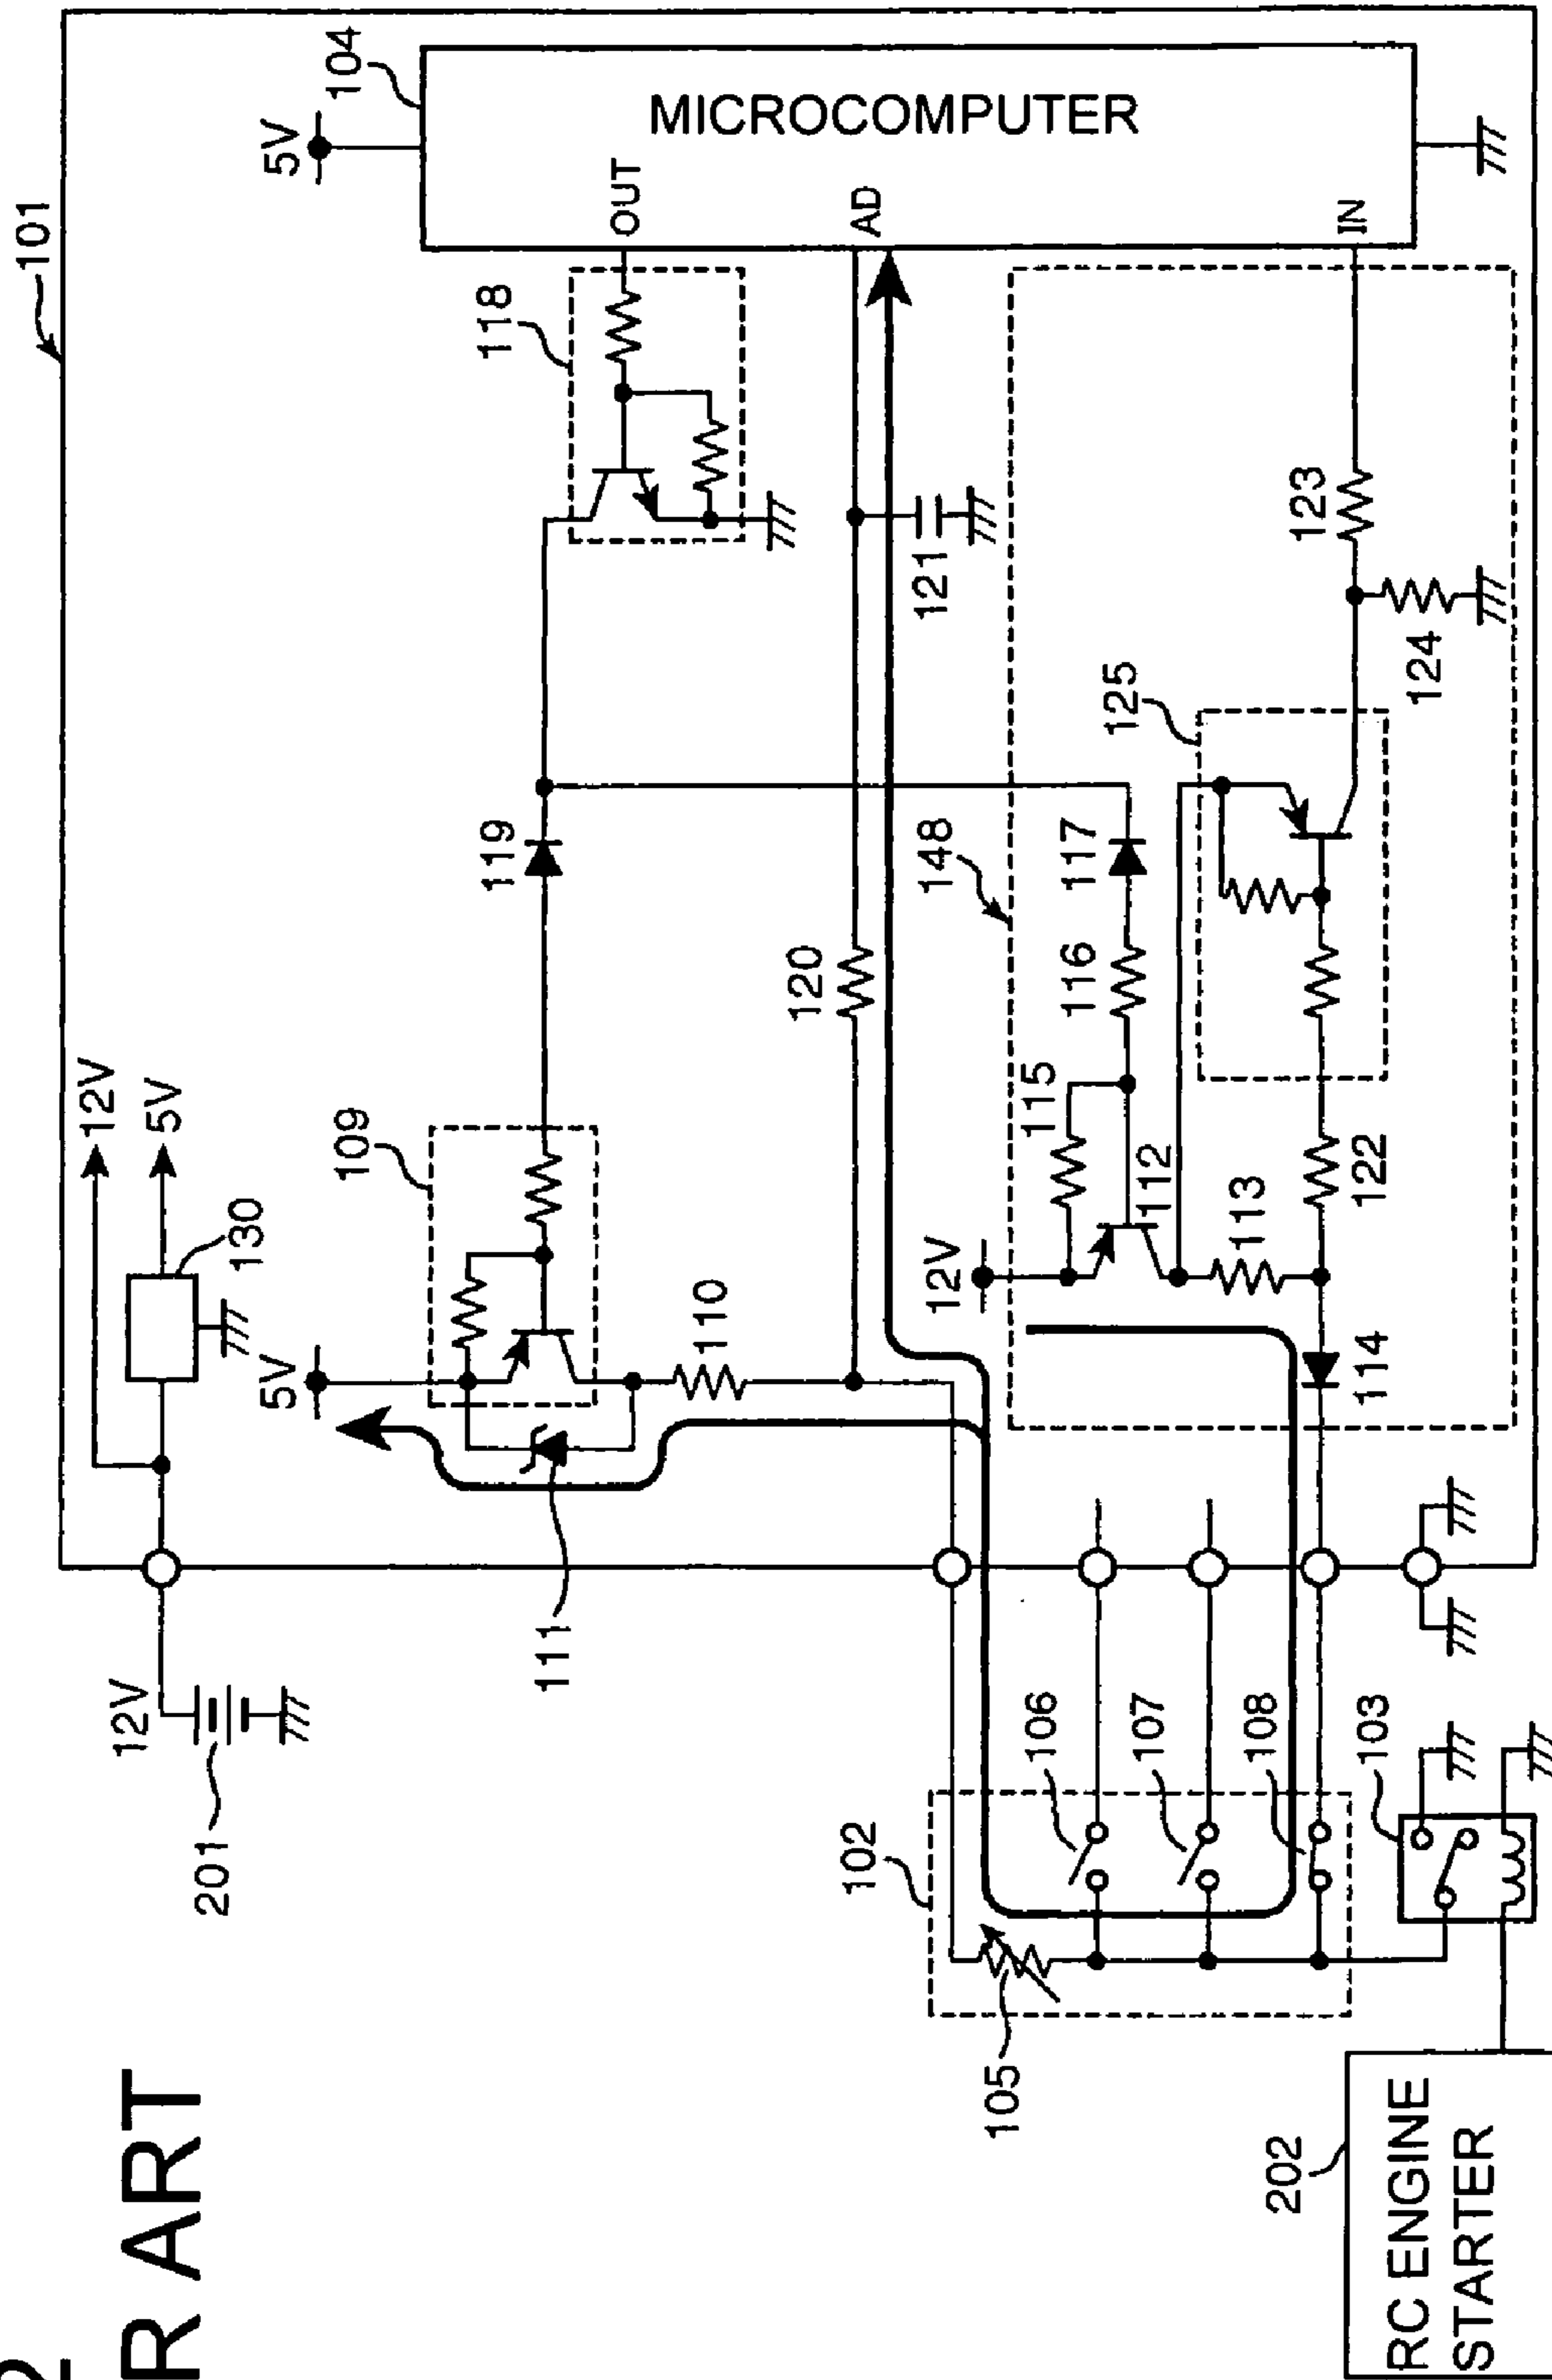 R ART
101
12V
201
12V
5V
130
5V
109
111
110
119
118
5V
104
MICROCOMPUTER
OUT
AD
IN
120
121
148
12V
115
116
117
112
113
114
122
125
123
124
102
105
106
107
108
103
202
RC ENGINE
STARTER